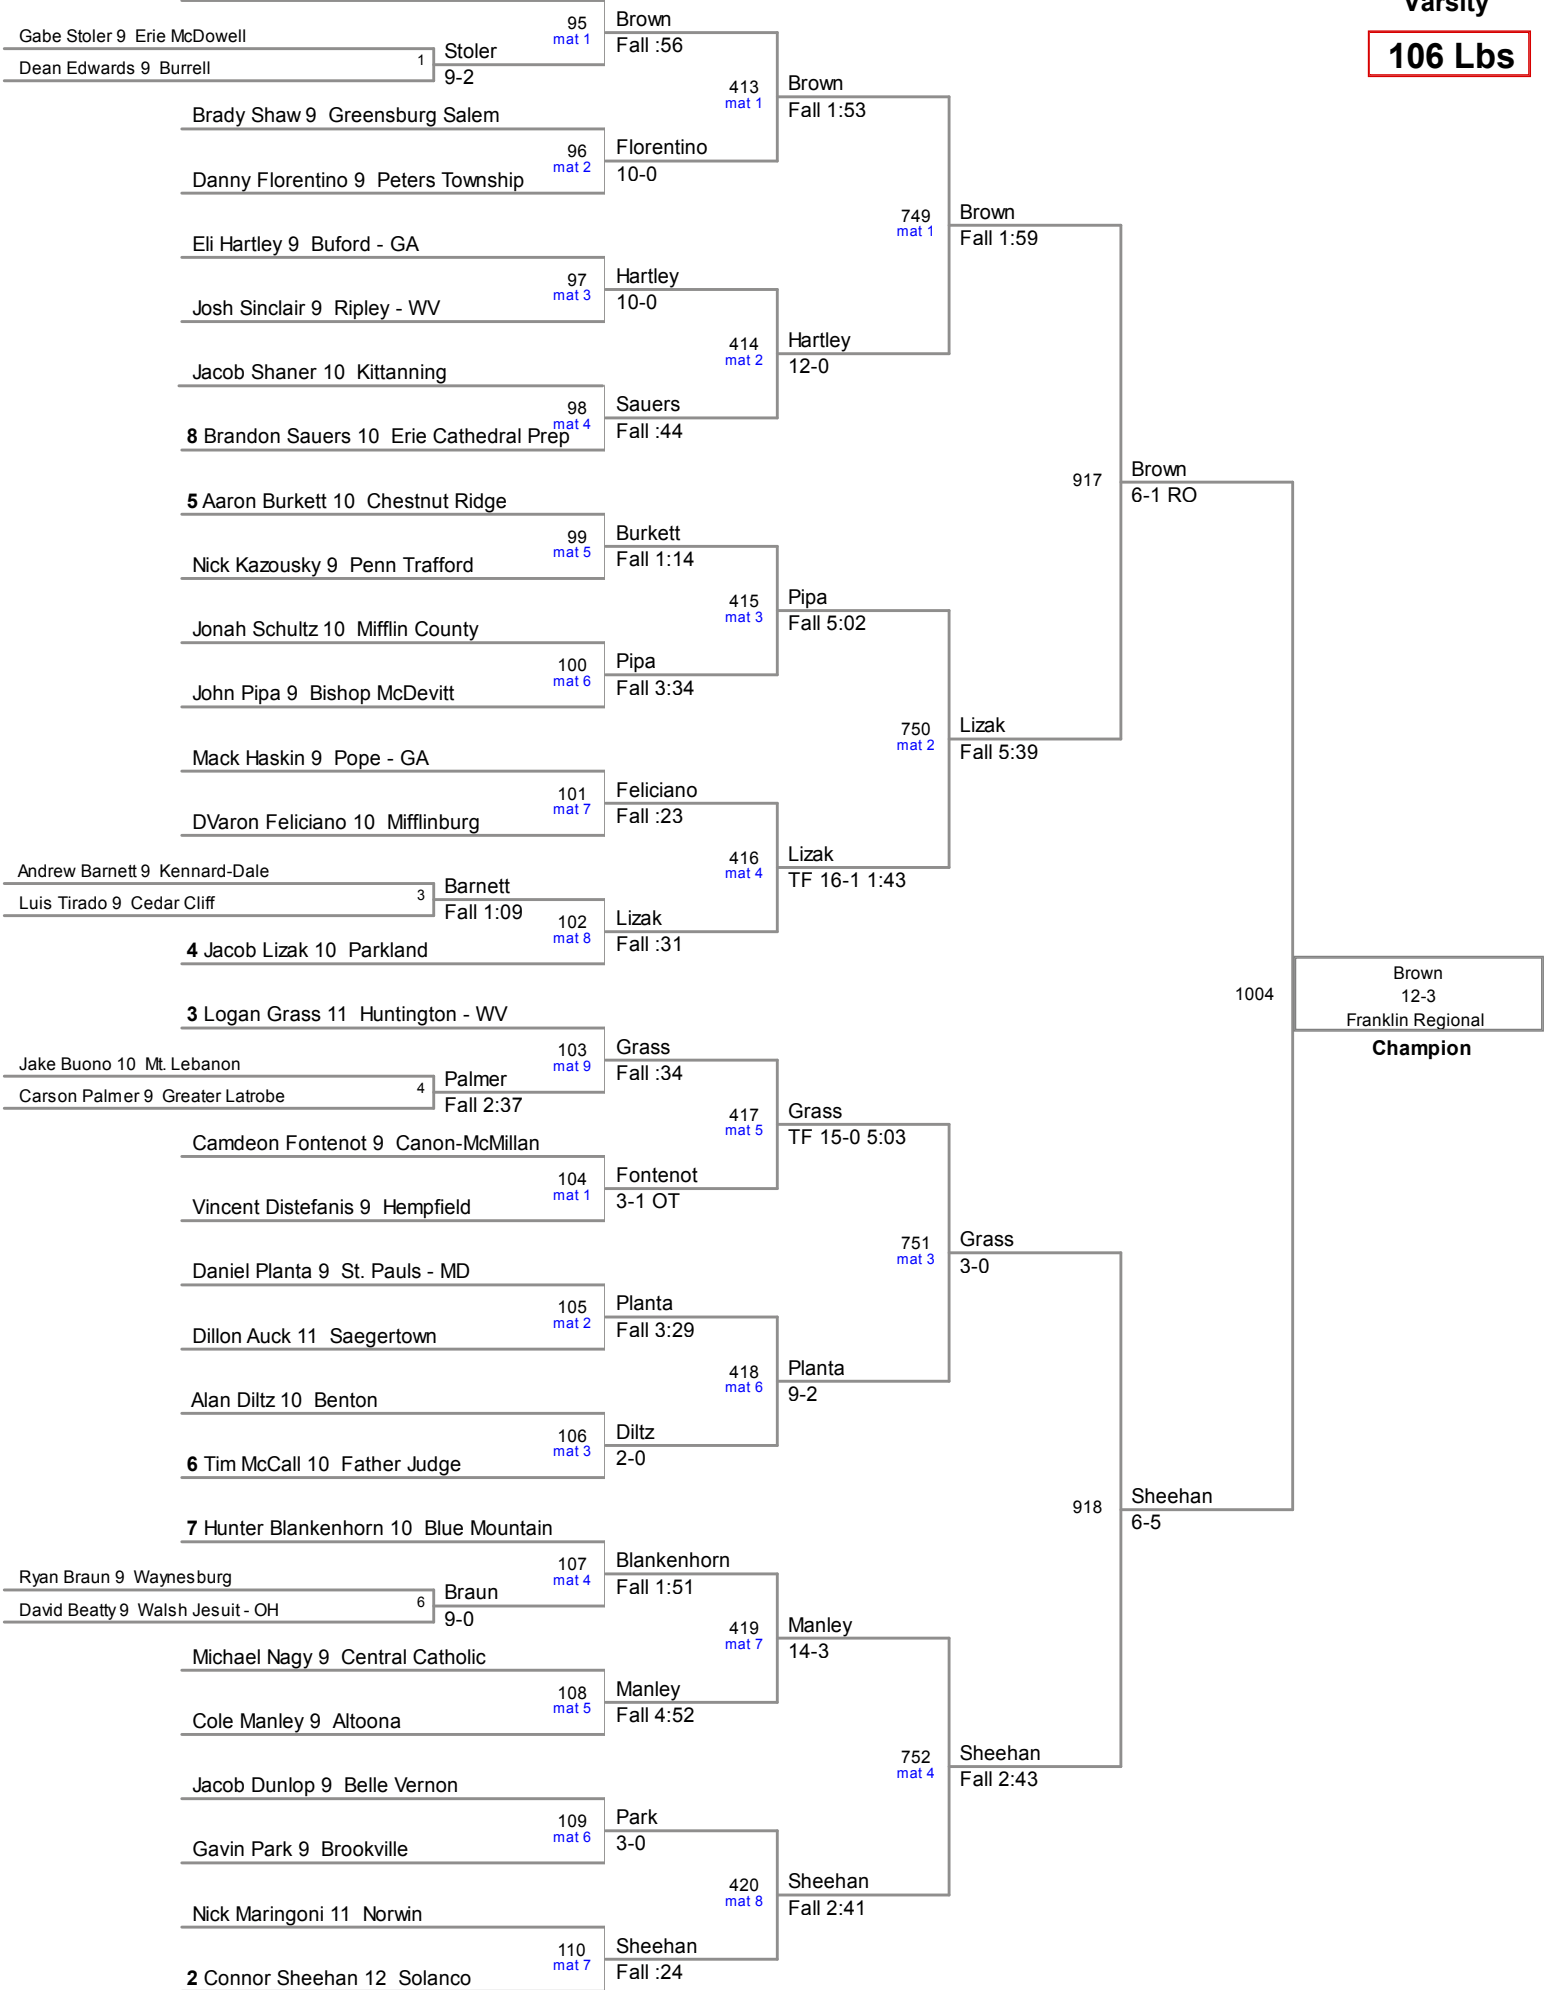 Varsity
106 Lbs
95
mat 1
Brown
Fall :56
Gabe Stoler 9 Erie McDowell
1
Stoler
Dean Edwards 9 Burrell
9-2
413
mat 1
Brown
Fall 1:53
Brady Shaw 9 Greensburg Salem
96
mat 2
Florentino
10-0
Danny Florentino 9 Peters Township
749
mat 1
Brown
Fall 1:59
Eli Hartley 9 Buford - GA
97
mat 3
Hartley
10-0
Josh Sinclair 9 Ripley - WV
414
mat 2
Hartley
12-0
Jacob Shaner 10 Kittanning
98
mat 4
Sauers
Fall :44
8 Brandon Sauers 10 Erie Cathedral Prep
917
Brown
6-1 RO
5 Aaron Burkett 10 Chestnut Ridge
99
mat 5
Burkett
Fall 1:14
Nick Kazousky 9 Penn Trafford
415
mat 3
Pipa
Fall 5:02
Jonah Schultz 10 Mifflin County
100
mat 6
Pipa
Fall 3:34
John Pipa 9 Bishop McDevitt
750
mat 2
Lizak
Fall 5:39
Mack Haskin 9 Pope - GA
101
mat 7
Feliciano
Fall :23
DVaron Feliciano 10 Mifflinburg
416
mat 4
Lizak
TF 16-1 1:43
Andrew Barnett 9 Kennard-Dale
3
Barnett
Luis Tirado 9 Cedar Cliff
Fall 1:09
102
mat 8
Lizak
Fall :31
4 Jacob Lizak 10 Parkland
1004
Brown
12-3
Franklin Regional
Champion
3 Logan Grass 11 Huntington - WV
103
mat 9
Grass
Fall :34
Jake Buono 10 Mt. Lebanon
4
Palmer
Carson Palmer 9 Greater Latrobe
Fall 2:37
417
mat 5
Grass
TF 15-0 5:03
Camdeon Fontenot 9 Canon-McMillan
104
mat 1
Fontenot
3-1 OT
Vincent Distefanis 9 Hempfield
751
mat 3
Grass
3-0
Daniel Planta 9 St. Pauls - MD
105
mat 2
Planta
Fall 3:29
Dillon Auck 11 Saegertown
418
mat 6
Planta
9-2
Alan Diltz 10 Benton
106
mat 3
Diltz
2-0
6 Tim McCall 10 Father Judge
918
Sheehan
6-5
7 Hunter Blankenhorn 10 Blue Mountain
107
mat 4
Blankenhorn
Fall 1:51
Ryan Braun 9 Waynesburg
6
Braun
David Beatty 9 Walsh Jesuit - OH
9-0
419
mat 7
Manley
14-3
Michael Nagy 9 Central Catholic
108
mat 5
Manley
Fall 4:52
Cole Manley 9 Altoona
752
mat 4
Sheehan
Fall 2:43
Jacob Dunlop 9 Belle Vernon
109
mat 6
Park
3-0
Gavin Park 9 Brookville
420
mat 8
Sheehan
Fall 2:41
Nick Maringoni 11 Norwin
110
mat 7
Sheehan
Fall :24
2 Connor Sheehan 12 Solanco